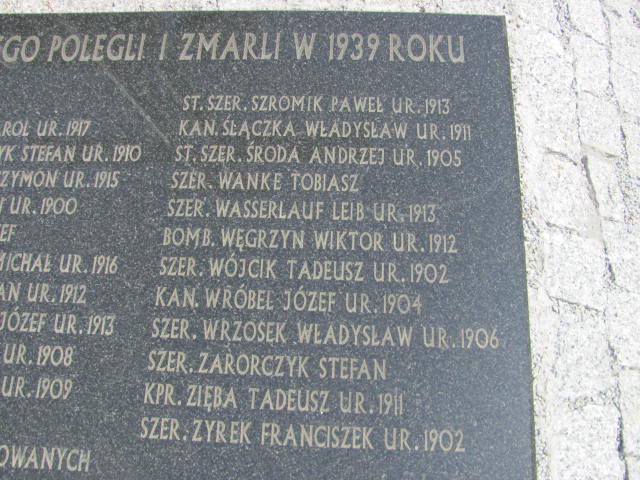 EGO POLEGLI I ZMARLI W 1939 ROKU
AROL UR. 1917
YK STEFAN UR. 1910
ZYMON UR. 1915
UR. 1900
EF
MICHAŁ UR. 1916
AN UR. 1912
JÓZEF UR. 1913
UR. 1908
UR. 1909
OWANYCH
ST. SZER. SZROMIK PAWEŁ UR. 1913
KAN. ŚLĄCZKA WŁADYSŁAW UR. 1911
ST. SZER. ŚRODA ANDRZEJ UR. 1905
SZER. WANKE TOBIASZ
SZER. WASSERLAUF LEIB UR. 1913
BOMB. WĘGRZYN WIKTOR UR. 1912
SZER. WÓJCIK TADEUSZ UR. 1902
KAN. WRÓBEL JÓZEF UR. 1904
SZER. WRZOSEK WŁADYSŁAW UR. 1906
SZER. ZARORCZYK STEFAN
KPR. ZIĘBA TADEUSZ UR. 1911
SZER. ZYREK FRANCISZEK UR. 1902